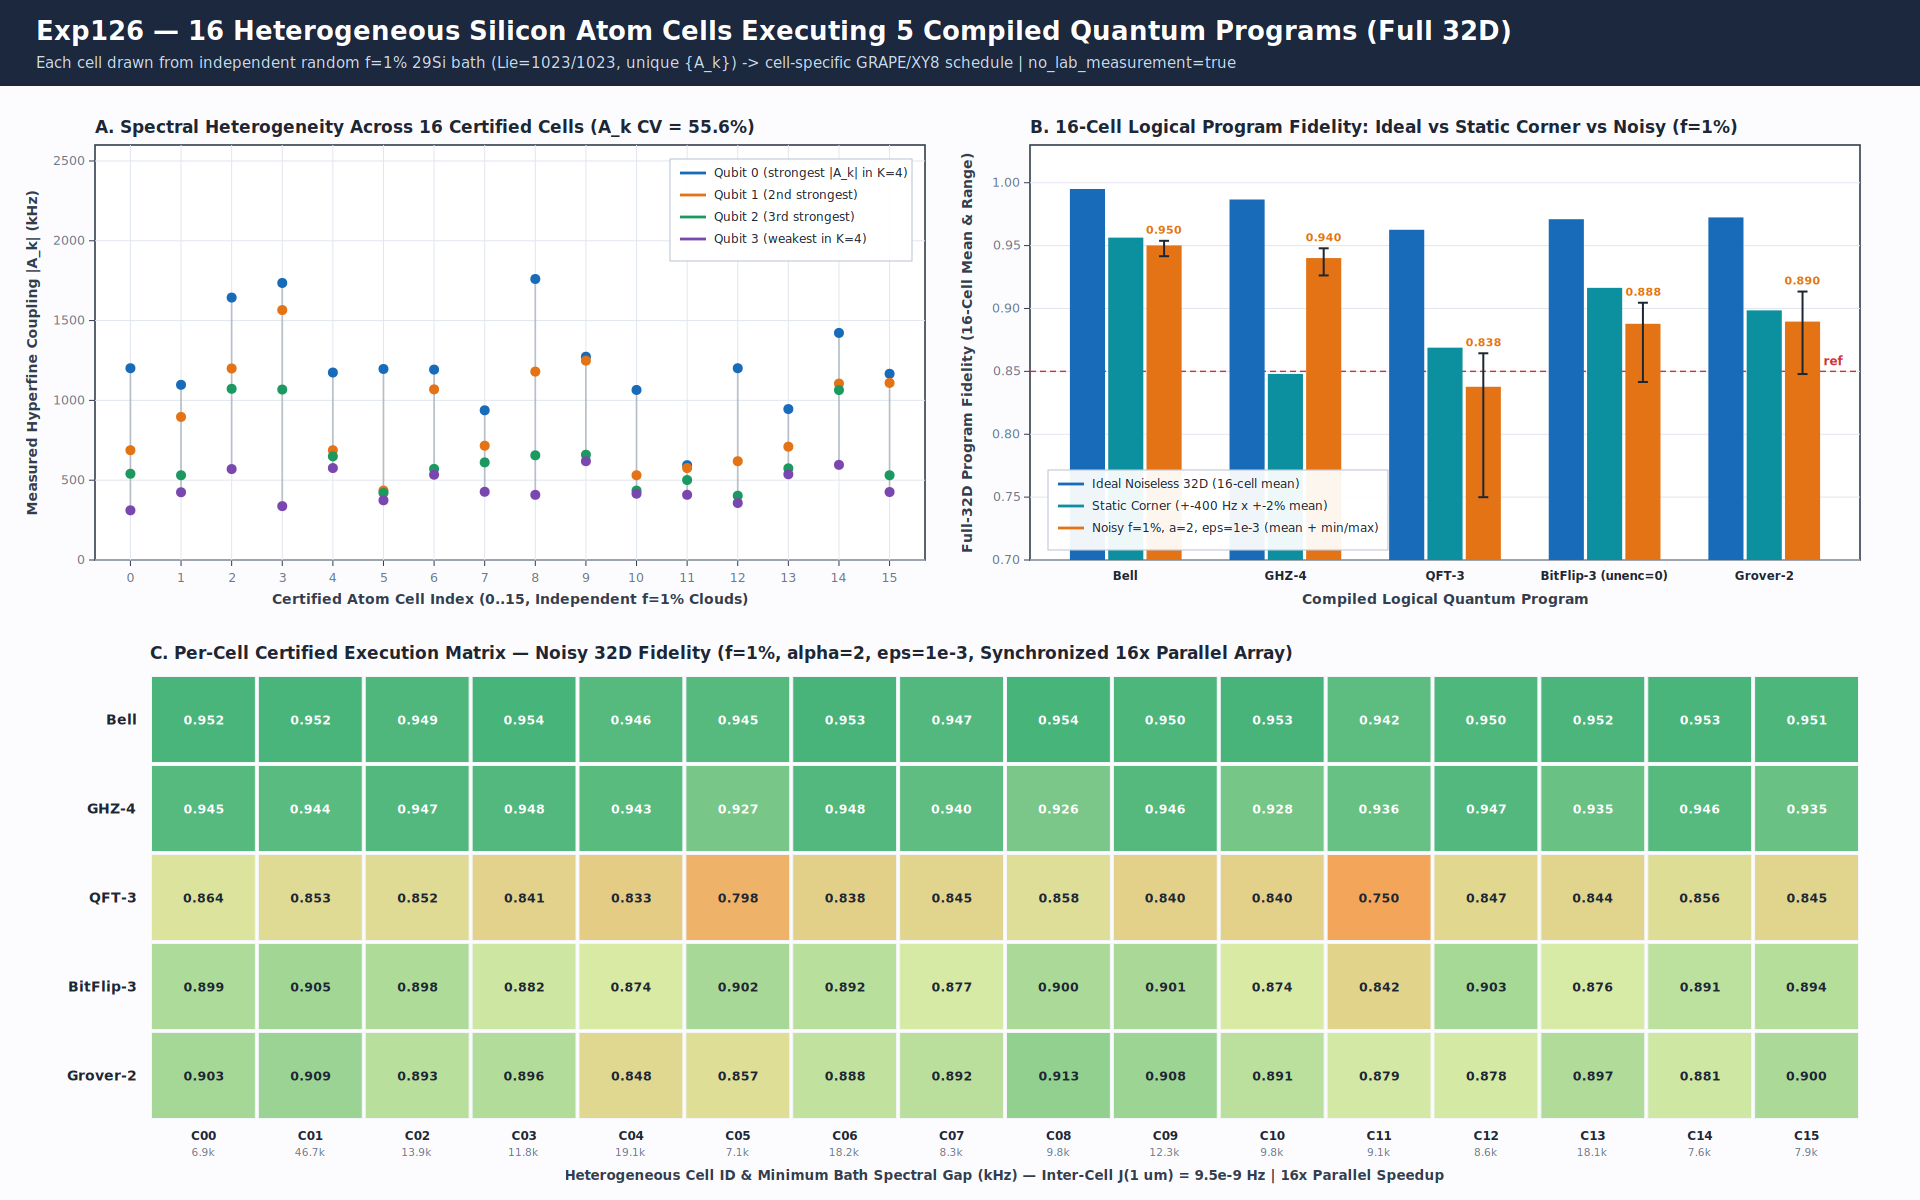 Exp126 — 16 Heterogeneous Silicon Atom Cells Executing 5 Compiled Quantum Programs (Full 32D)
Each cell drawn from independent random f=1% 29Si bath (Lie=1023/1023, unique {A_k}) -> cell-specific GRAPE/XY8 schedule | no_lab_measurement=true
A. Spectral Heterogeneity Across 16 Certified Cells (A_k CV = 55.6%)
Measured Hyperfine Coupling |A_k| (kHz)
2500
2000
1500
1000
500
0
Qubit 0 (strongest |A_k| in K=4)
Qubit 1 (2nd strongest)
Qubit 2 (3rd strongest)
Qubit 3 (weakest in K=4)
0 1 2 3 4 5 6 7 8 9 10 11 12 13 14 15
Certified Atom Cell Index (0..15, Independent f=1% Clouds)
B. 16-Cell Logical Program Fidelity: Ideal vs Static Corner vs Noisy (f=1%)
Full-32D Program Fidelity (16-Cell Mean & Range)
1.00
0.95
0.90
0.85
0.80
0.75
0.70
0.950
0.940
0.838
0.888
0.890
ref
Ideal Noiseless 32D (16-cell mean)
Static Corner (+-400 Hz x +-2% mean)
Noisy f=1%, a=2, eps=1e-3 (mean + min/max)
Bell GHZ-4 QFT-3 BitFlip-3 (unenc=0) Grover-2
Compiled Logical Quantum Program
C. Per-Cell Certified Execution Matrix — Noisy 32D Fidelity (f=1%, alpha=2, eps=1e-3, Synchronized 16x Parallel Array)
Bell 0.952 0.952 0.949 0.954 0.946 0.945 0.953 0.947 0.954 0.950 0.953 0.942 0.950 0.952 0.953 0.951
GHZ-4 0.945 0.944 0.947 0.948 0.943 0.927 0.948 0.940 0.926 0.946 0.928 0.936 0.947 0.935 0.946 0.935
QFT-3 0.864 0.853 0.852 0.841 0.833 0.798 0.838 0.845 0.858 0.840 0.840 0.750 0.847 0.844 0.856 0.845
BitFlip-3 0.899 0.905 0.898 0.882 0.874 0.902 0.892 0.877 0.900 0.901 0.874 0.842 0.903 0.876 0.891 0.894
Grover-2 0.903 0.909 0.893 0.896 0.848 0.857 0.888 0.892 0.913 0.908 0.891 0.879 0.878 0.897 0.881 0.900
C00 C01 C02 C03 C04 C05 C06 C07 C08 C09 C10 C11 C12 C13 C14 C15
6.9k 46.7k 13.9k 11.8k 19.1k 7.1k 18.2k 8.3k 9.8k 12.3k 9.8k 9.1k 8.6k 18.1k 7.6k 7.9k
Heterogeneous Cell ID & Minimum Bath Spectral Gap (kHz) — Inter-Cell J(1 um) = 9.5e-9 Hz | 16x Parallel Speedup